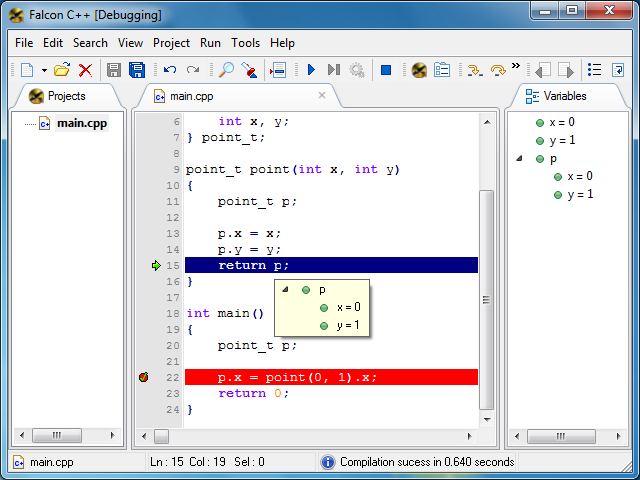 Falcon C++ [Debugging]
File Edit Search View Project Run Tools Help
Projects
main.cpp
Variables
main.cpp
6 int x, y;
7 } point_t;
8
9 point_t point(int x, int y)
10 {
11 point_t p;
12
13 p.x = x;
14 p.y = y;
15 return p;
16 }
17
18 int main()
19 {
20 point_t p;
21
22 p.x = point(0, 1).x;
23 return 0;
24 }
p
x = 0
y = 1
x = 0
y = 1
p
x = 0
y = 1
main.cpp
Ln : 15 Col : 19 Sel : 0
Compilation sucess in 0.640 seconds